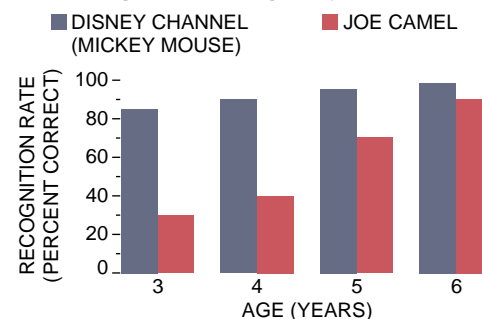 DISNEY CHANNEL
(MICKEY MOUSE)
JOE CAMEL
RECOGNITION RATE
(PERCENT CORRECT)
100
80
60
40
20
0
3 4 5 6
AGE (YEARS)